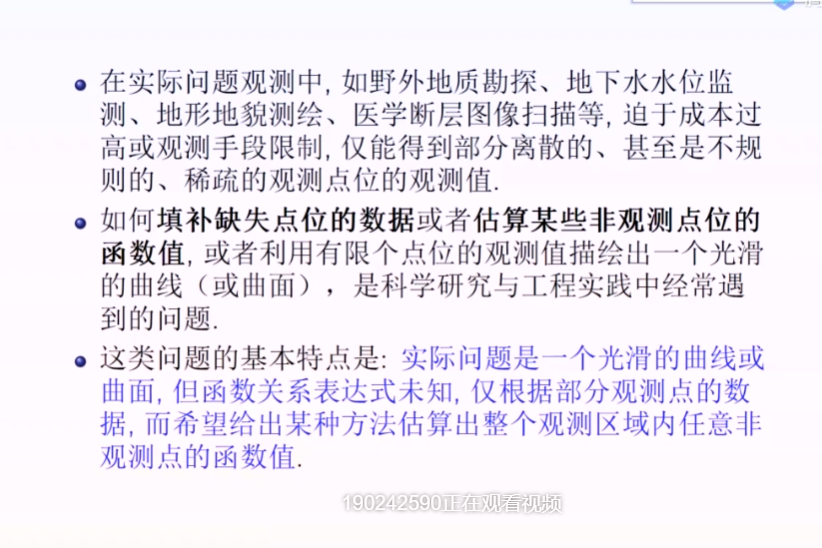 在实际问题观测中, 如野外地质勘探、地下水水位监
测、地形地貌测绘、医学断层图像扫描等, 迫于成本过
高或观测手段限制, 仅能得到部分离散的、甚至是不规
则的、稀疏的观测点位的观测值.
如何填补缺失点位的数据或者估算某些非观测点位的
函数值, 或者利用有限个点位的观测值描绘出一个光滑
的曲线（或曲面），是科学研究与工程实践中经常遇
到的问题.
这类问题的基本特点是: 实际问题是一个光滑的曲线或
曲面, 但函数关系表达式未知, 仅根据部分观测点的数
据, 而希望给出某种方法估算出整个观测区域内任意非
观测点的函数值.
190242590正在观看视频